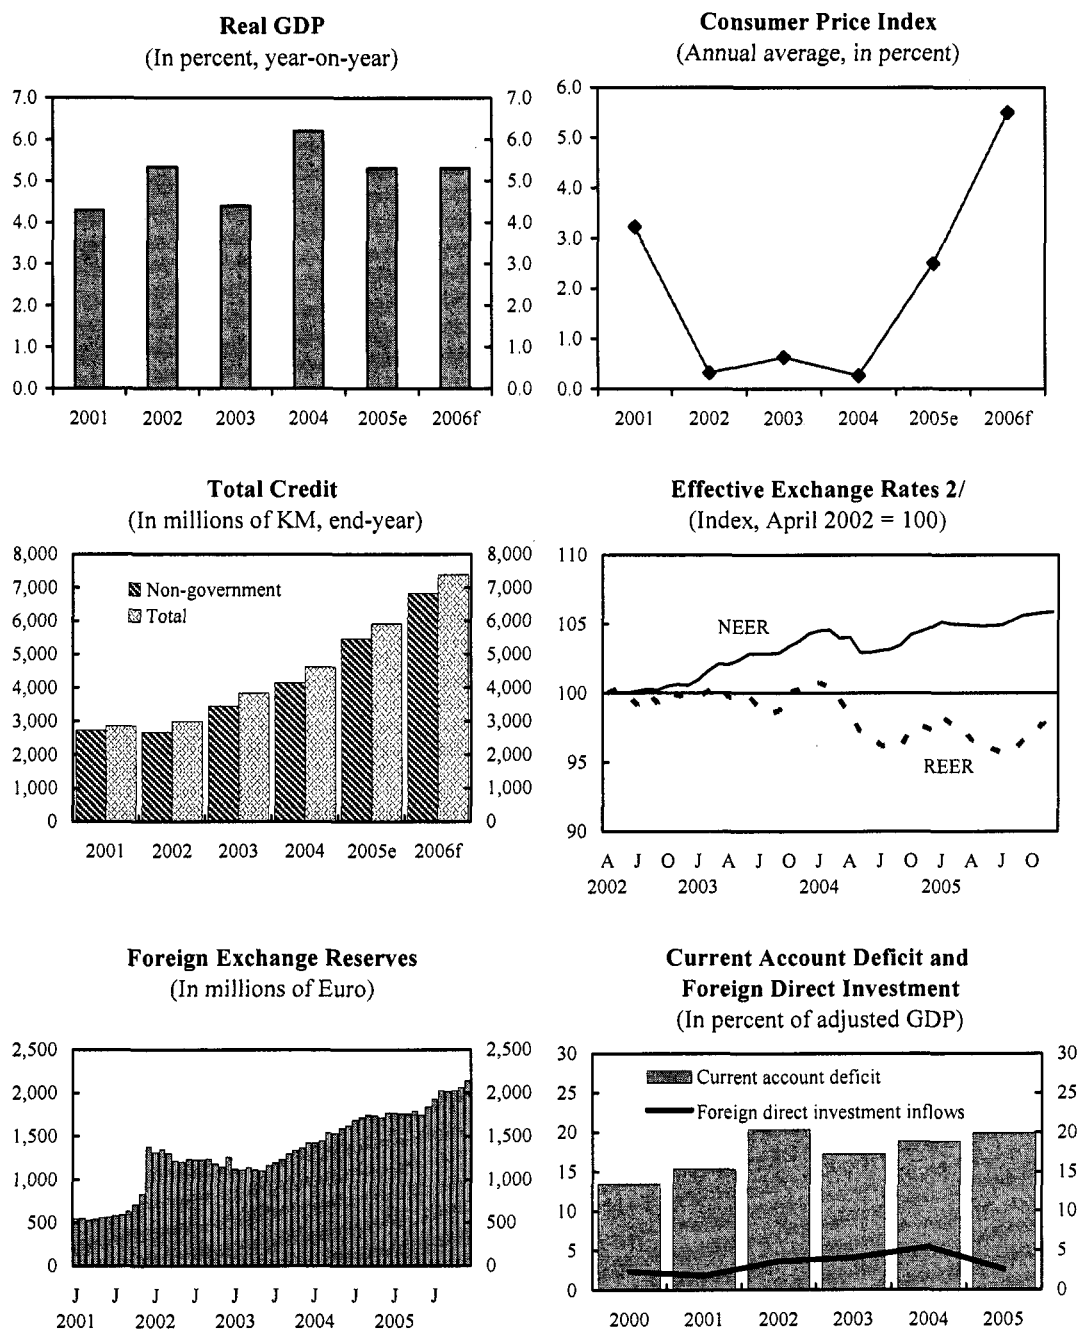 Real GDP
(In percent, year-on-year)
7.0 7.0
6.0 6.0
5.0 5.0
4.0 4.0
3.0 3.0
2.0 2.0
1.0 1.0
0.0 0.0
2001 2002 2003 2004 2005e 2006f
Consumer Price Index
(Annual average, in percent)
6.0
5.0
4.0
3.0
2.0
1.0
0.0
2001 2002 2003 2004 2005e 2006f
Total Credit
(In millions of KM, end-year)
8,000 8,000
7,000 Non-government 7,000
6,000 Total 6,000
5,000 5,000
4,000 4,000
3,000 3,000
2,000 2,000
1,000 1,000
0 0
2001 2002 2003 2004 2005e 2006f
Effective Exchange Rates 2/
(Index, April 2002 = 100)
110
105
NEER
100
95
REER
90
A J O J A J O J A J O J A J O
2002 2003 2004 2005
Foreign Exchange Reserves
(In millions of Euro)
2,500 2,500
2,000 2,000
1,500 1,500
1,000 1,000
500 500
0 0
J J J J J J J J J J
2001 2002 2003 2004 2005
Current Account Deficit and
Foreign Direct Investment
(In percent of adjusted GDP)
30 30
Current account deficit
25 25
Foreign direct investment inflows
20 20
15 15
10 10
5 5
0 0
2000 2001 2002 2003 2004 2005